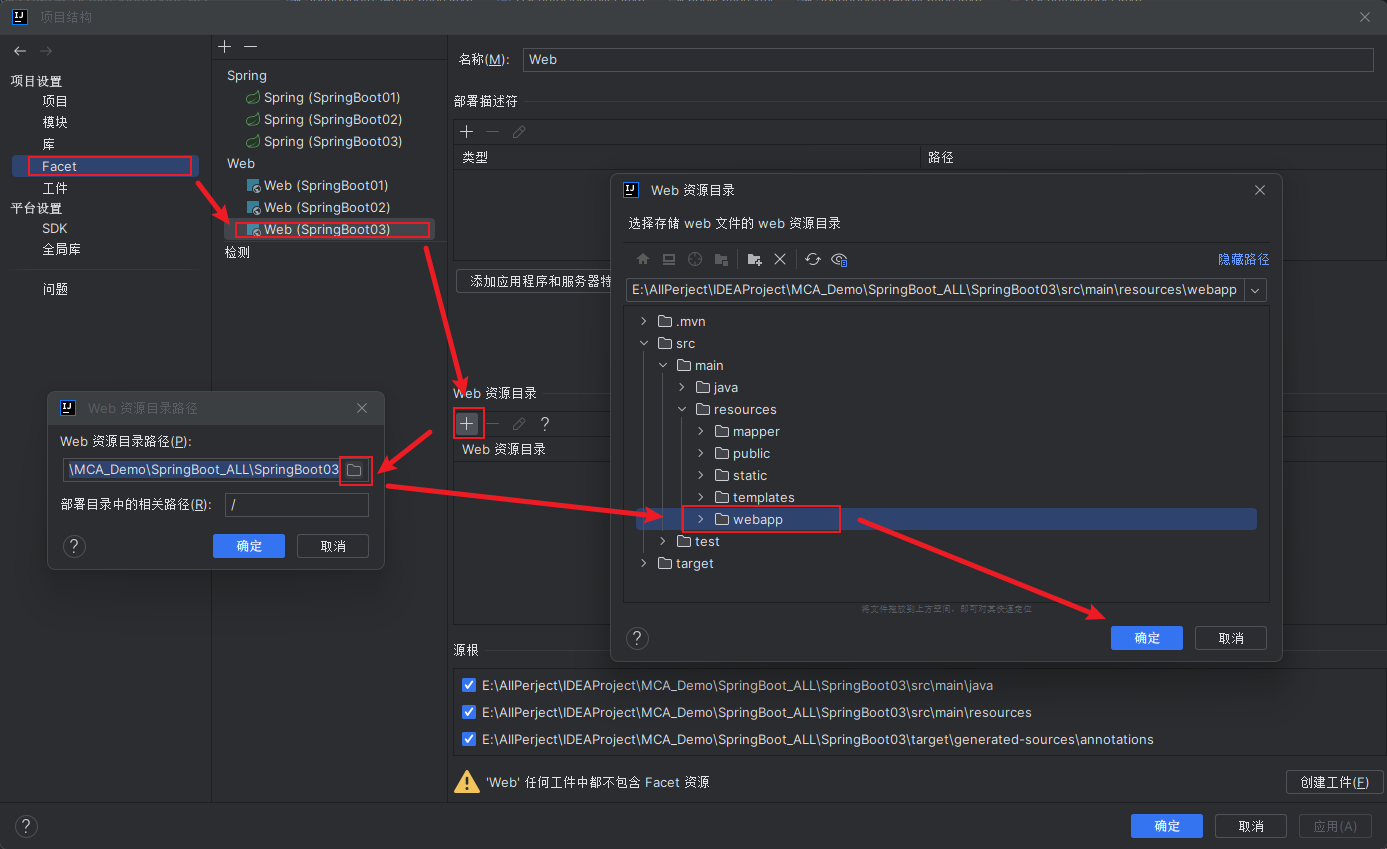 项目结构
项目设置
项目
模块
库
Facet
工件
平台设置
SDK
全局库
问题
Spring
Spring (SpringBoot01)
Spring (SpringBoot02)
Spring (SpringBoot03)
Web
Web (SpringBoot01)
Web (SpringBoot02)
Web (SpringBoot03)
检测
名称(M): Web
部署描述符
类型 路径
添加应用程序和服务器特
Web 资源目录
?
Web 资源目录
源根
E:\AllPerject\IDEAProject\MCA_Demo\SpringBoot_ALL\SpringBoot03\src\main\java
E:\AllPerject\IDEAProject\MCA_Demo\SpringBoot_ALL\SpringBoot03\src\main\resources
E:\AllPerject\IDEAProject\MCA_Demo\SpringBoot_ALL\SpringBoot03\target\generated-sources\annotations
'Web' 任何工件中都不包含 Facet 资源
创建工件(F)
? 确定 取消 应用(A)
Web 资源目录路径
Web 资源目录路径(P):
\MCA_Demo\SpringBoot_ALL\SpringBoot03
部署目录中的相关路径(R): /
? 确定 取消
Web 资源目录
选择存储 web 文件的 web 资源目录
隐藏路径
E:\AllPerject\IDEAProject\MCA_Demo\SpringBoot_ALL\SpringBoot03\src\main\resources\webapp
.mvn
src
main
java
resources
mapper
public
static
templates
webapp
test
target
将文件拖放到上方空间，即可对其快速定位
? 确定 取消